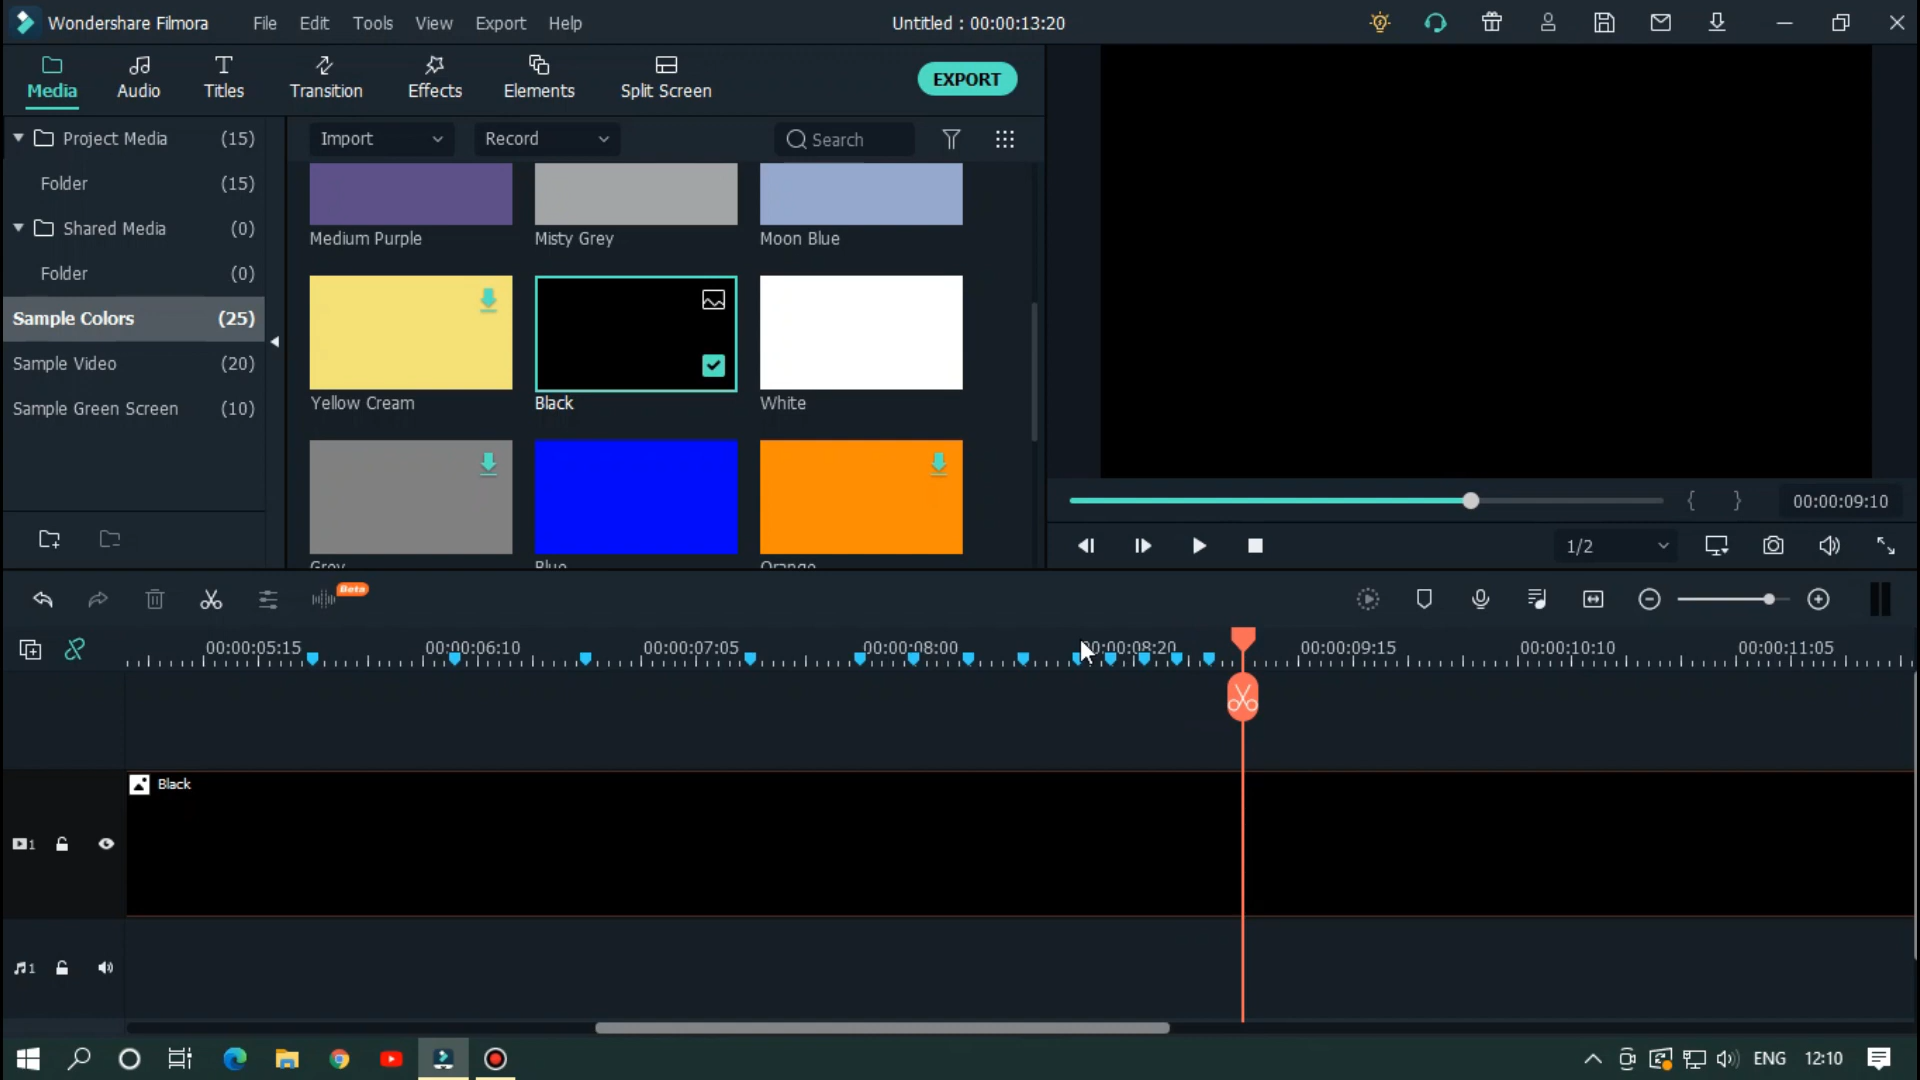 Wondershare Filmora File Edit Tools View Export Help Untitled : 00:00:13:20
Media Audio Titles Transition Effects Elements Split Screen EXPORT
Project Media (15)
Folder (15)
Shared Media (0)
Folder (0)
Sample Colors (25)
Sample Video (20)
Sample Green Screen (10)
Import Record Search
Medium Purple Misty Grey Moon Blue
Yellow Cream Black White
Grey Blue Orange
00:00:09:10
1/2
Beta
00:00:05:15 00:00:06:10 00:00:07:05 00:00:08:00 00:00:08:20 00:00:09:15 00:00:10:10 00:00:11:05
Black
1
1
ENG 12:10